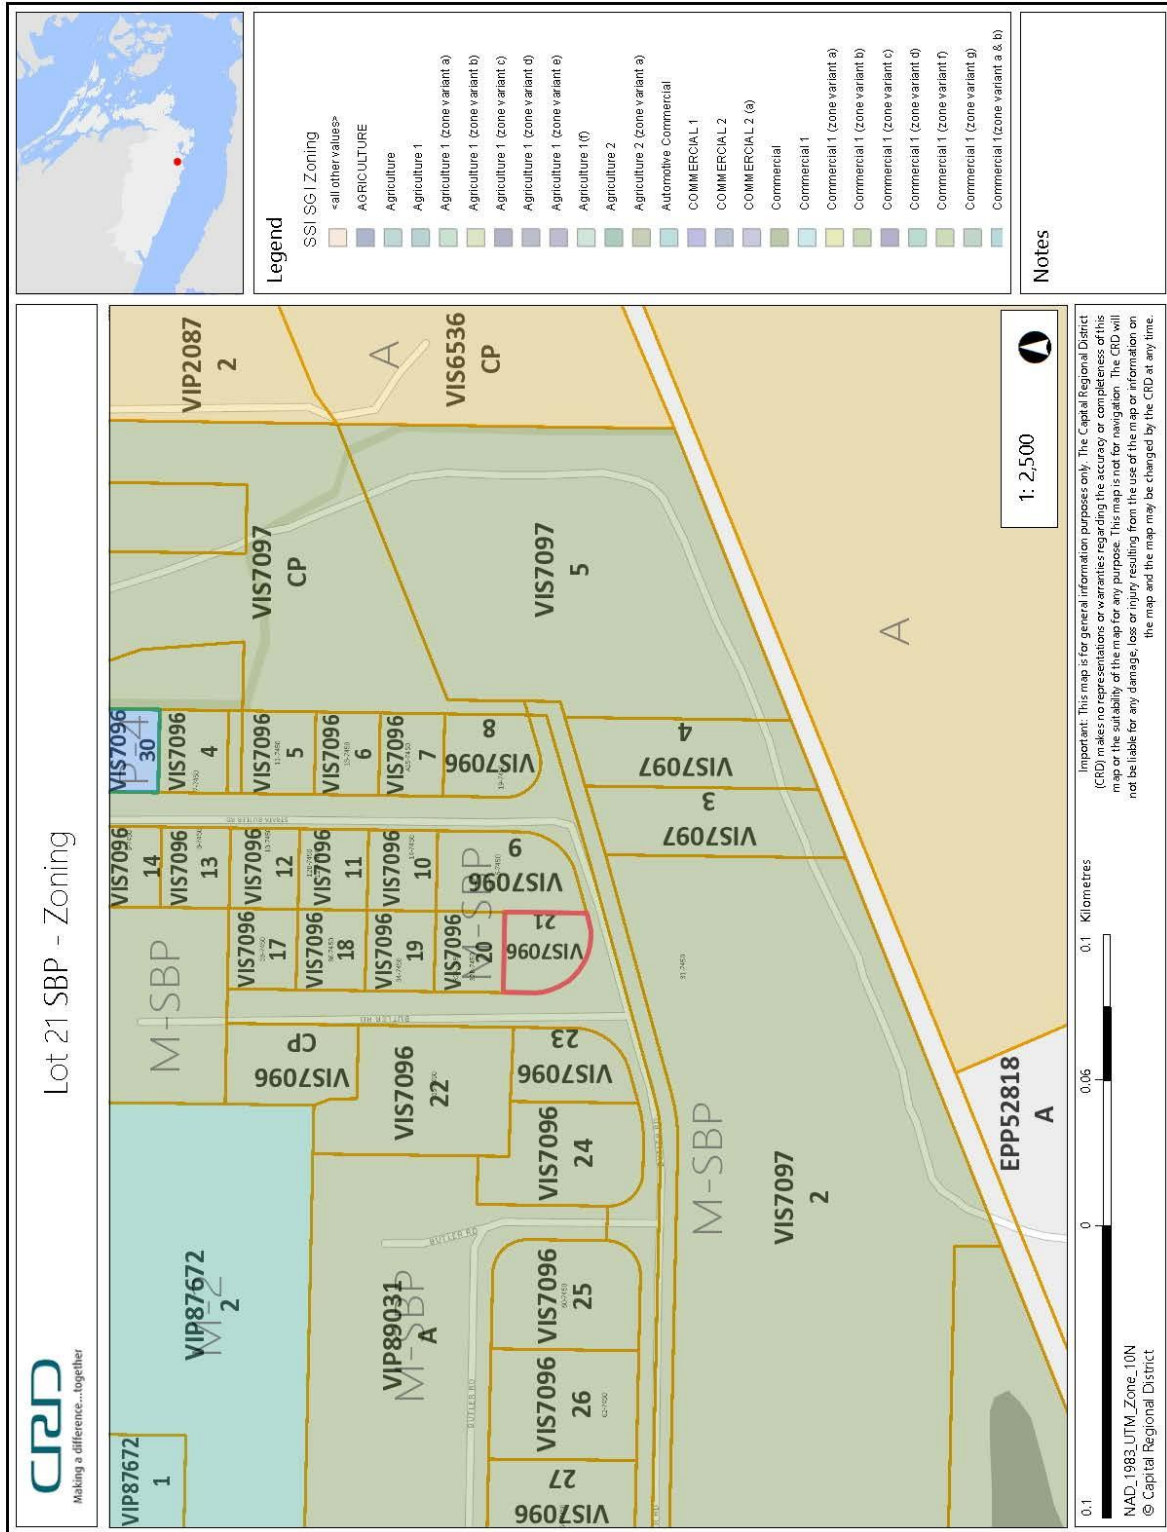 CRD
Making a difference...together
Lot 21 SBP - Zoning
VIP87672
1
VIP87672
2
M-2
M-SBP
VIS7096
14
VIS7096
30
P-4
VIP2087
2
VIS7096
13
VIS7096
4
VIS7097
CP
A
VIS6536
CP
VIS7096
CP
VIS7096
17
VIS7096
12
VIS7096
5
STRATA BUTLER RD
VIS7096
18
VIS7096
11
VIS7096
6
VIS7096
19
VIS7096
10
VIS7096
7
BUTLER RD
VIP89031
A
M-SBP
VIS7096
22
VIS7096
20
M-SBP
VIS7096
9
VIS7096
8
VIS7097
5
BUTLER RD
BUTLER RD
VIS7096
27
VIS7096
26
VIS7096
25
VIS7096
24
VIS7096
23
VIS7096
21
VIS7097
3
VIS7097
4
M-SBP
VIS7097
2
A
EPP52818
A
1: 2,500
Legend
SSI SGI Zoning
<all other values>
AGRICULTURE
Agriculture
Agriculture 1
Agriculture 1 (zone variant a)
Agriculture 1 (zone variant b)
Agriculture 1 (zone variant c)
Agriculture 1 (zone variant d)
Agriculture 1 (zone variant e)
Agriculture 1(f)
Agriculture 2
Agriculture 2 (zone variant a)
Automotive Commercial
COMMERCIAL 1
COMMERCIAL 2
COMMERCIAL 2 (a)
Commercial
Commercial 1
Commercial 1 (zone variant a)
Commercial 1 (zone variant b)
Commercial 1 (zone variant c)
Commercial 1 (zone variant d)
Commercial 1 (zone variant f)
Commercial 1 (zone variant g)
Commercial 1(zone variant a & b)
Notes
0.1
0
0.06
0.1 Kilometres
NAD_1983_UTM_Zone_10N
© Capital Regional District
Important: This map is for general information purposes only. The Capital Regional District
(CRD) makes no representations or warranties regarding the accuracy or completeness of this
map or the suitability of the map for any purpose. This map is not for navigation. The CRD will
not be liable for any damage, loss or injury resulting from the use of the map or information on
the map and the map may be changed by the CRD at any time.